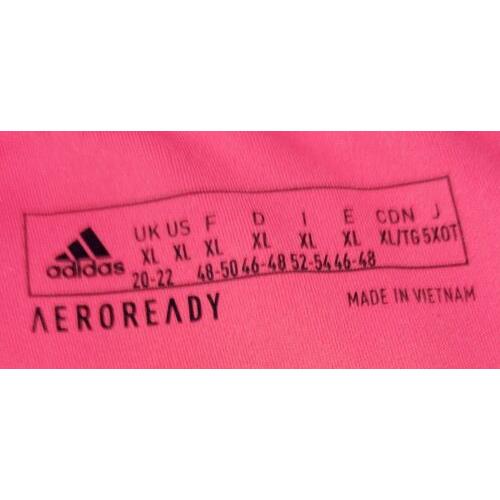 adidas
UK US F D I E CDN J
XL XL XL XL XL XL XL/TG 5XOT
20-22 48-50 46-48 52-54 46-48
AEROREADY
MADE IN VIETNAM